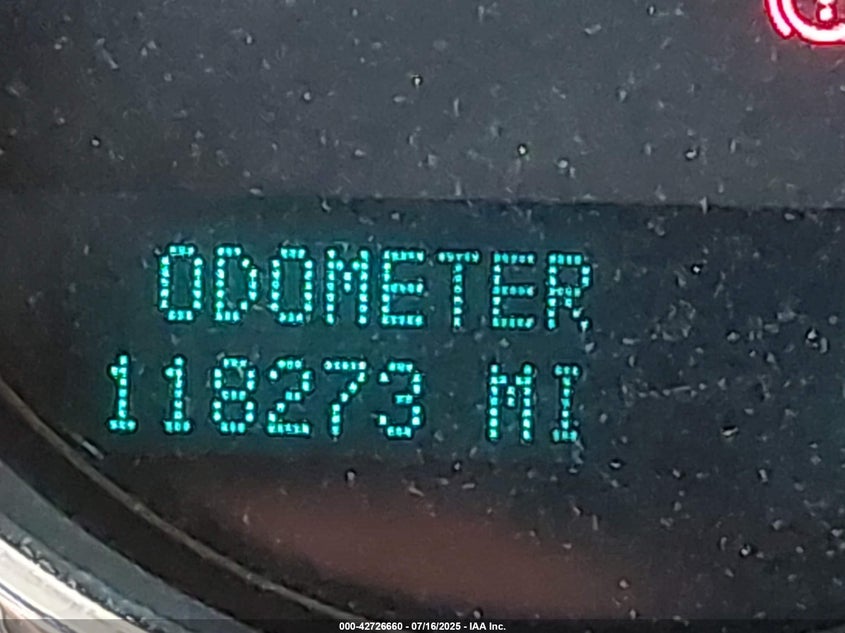 ODOMETER
118273 MI
000-42726660 - 07/16/2025 - IAA Inc.